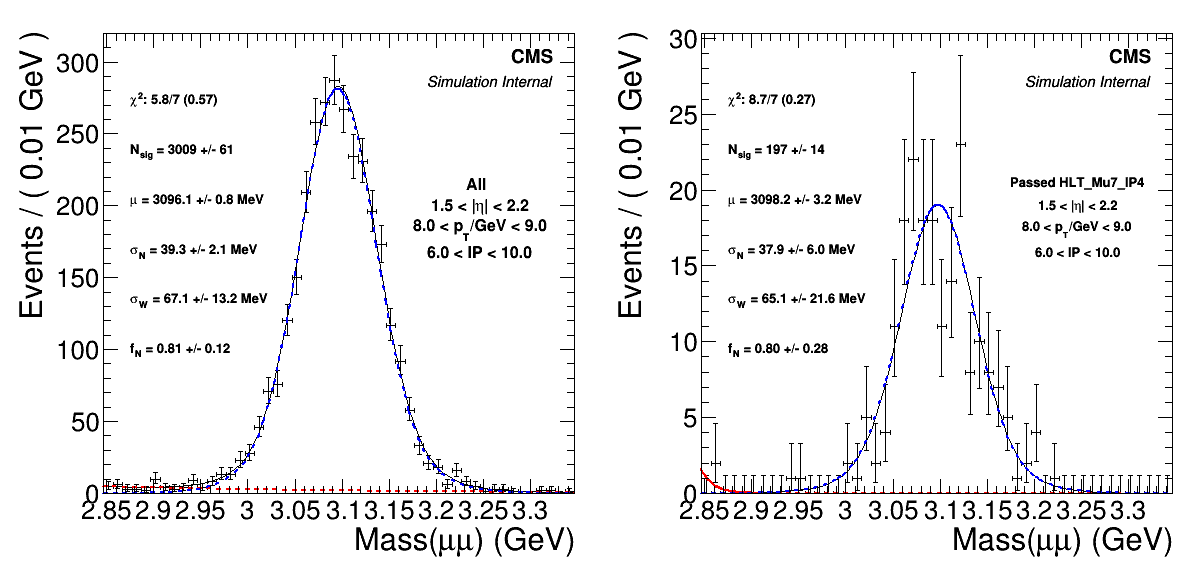 CMS
Simulation Internal
χ²: 5.8/7 (0.57)
N_sig = 3009 +/- 61
μ = 3096.1 +/- 0.8 MeV
σ_N = 39.3 +/- 2.1 MeV
σ_W = 67.1 +/- 13.2 MeV
f_N = 0.81 +/- 0.12
All
1.5 < |η| < 2.2
8.0 < p_T/GeV < 9.0
6.0 < IP < 10.0
Events / ( 0.01 GeV )
300
250
200
150
100
50
0
2.85 2.9 2.95 3 3.05 3.1 3.15 3.2 3.25 3.3
Mass(μμ) (GeV)
CMS
Simulation Internal
χ²: 8.7/7 (0.27)
N_sig = 197 +/- 14
μ = 3098.2 +/- 3.2 MeV
σ_N = 37.9 +/- 6.0 MeV
σ_W = 65.1 +/- 21.6 MeV
f_N = 0.80 +/- 0.28
Passed HLT_Mu7_IP4
1.5 < |η| < 2.2
8.0 < p_T/GeV < 9.0
6.0 < IP < 10.0
Events / ( 0.01 GeV )
30
25
20
15
10
5
0
2.85 2.9 2.95 3 3.05 3.1 3.15 3.2 3.25 3.3
Mass(μμ) (GeV)